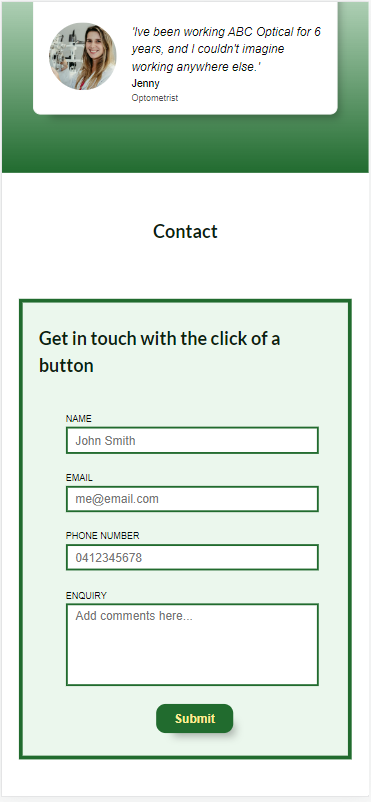 'Ive been working ABC Optical for 6
years, and I couldn't imagine
working anywhere else.'
Jenny
Optometrist
Contact
Get in touch with the click of a
button
NAME
John Smith
EMAIL
me@email.com
PHONE NUMBER
0412345678
ENQUIRY
Add comments here...
Submit